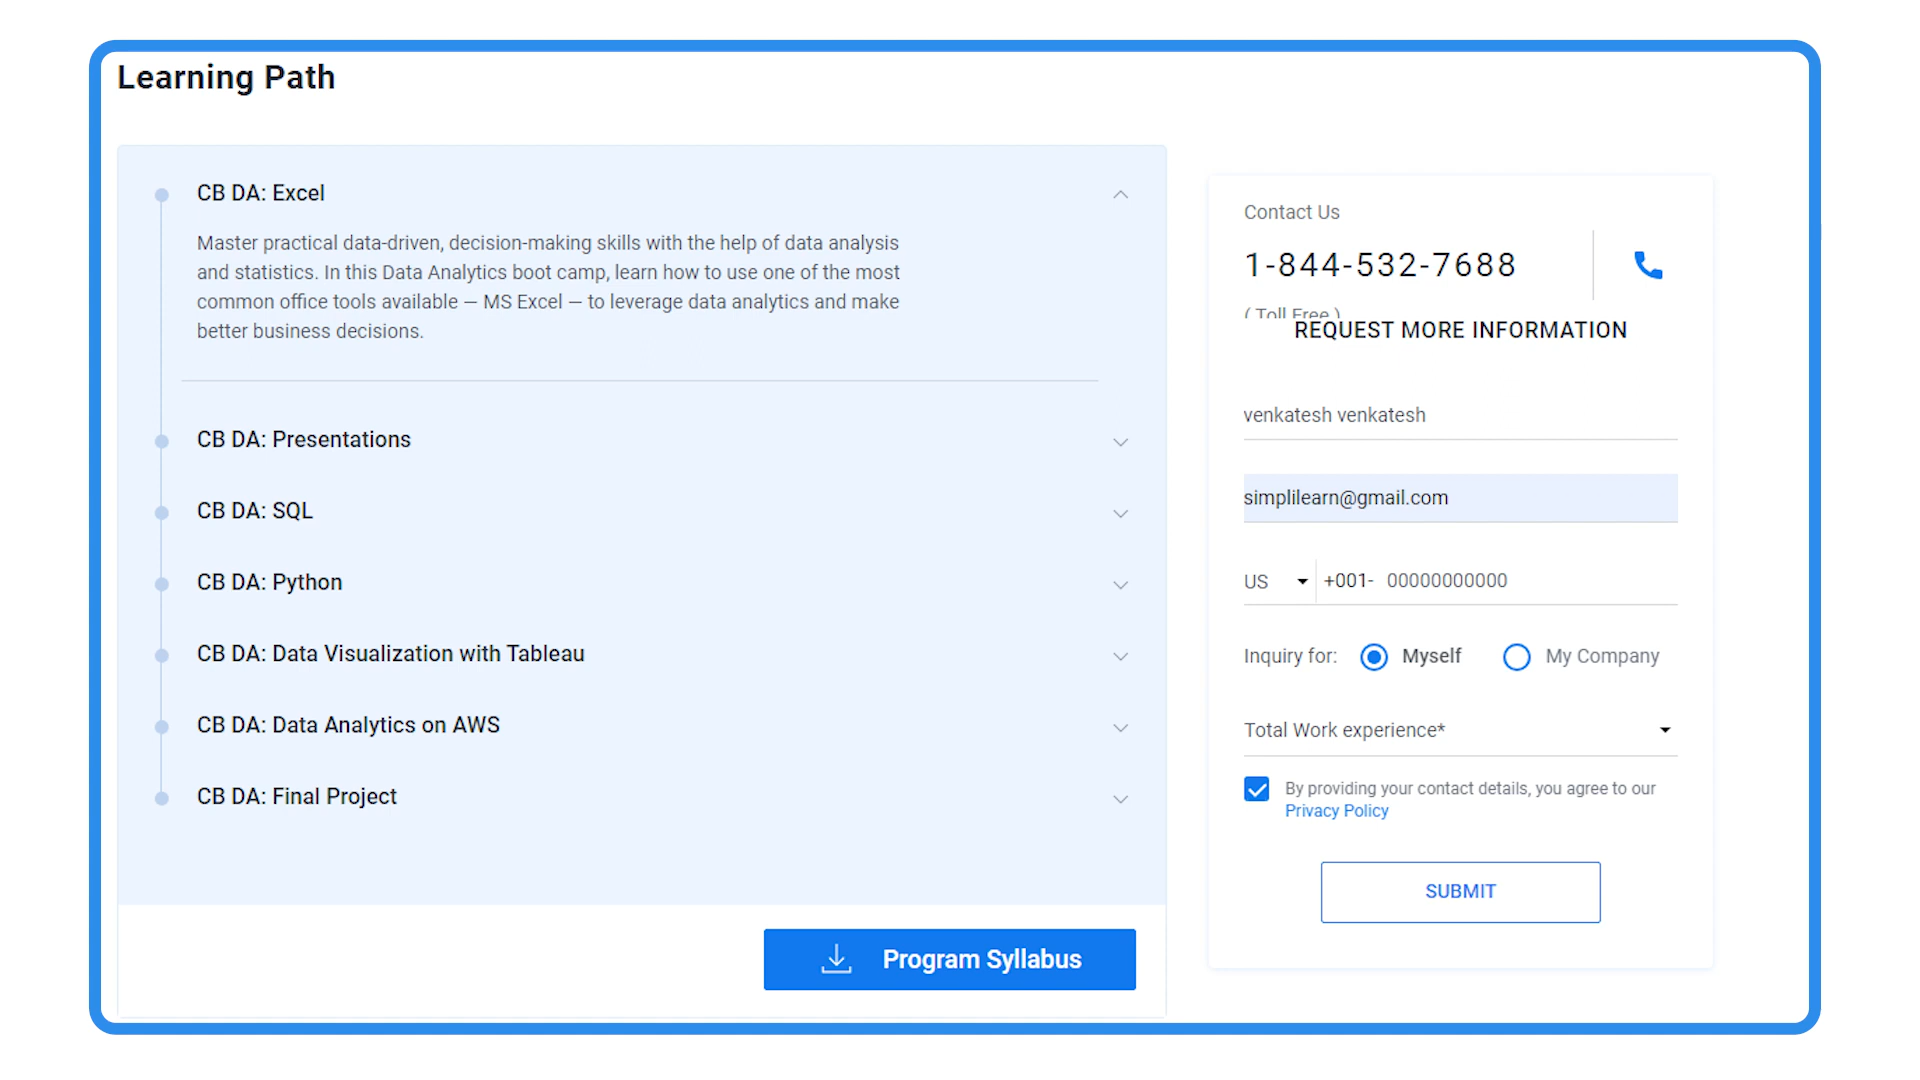 Learning Path
CB DA: Excel
Master practical data-driven, decision-making skills with the help of data analysis
and statistics. In this Data Analytics boot camp, learn how to use one of the most
common office tools available — MS Excel — to leverage data analytics and make
better business decisions.
CB DA: Presentations
CB DA: SQL
CB DA: Python
CB DA: Data Visualization with Tableau
CB DA: Data Analytics on AWS
CB DA: Final Project
Program Syllabus
Contact Us
1-844-532-7688
( Toll Free )
REQUEST MORE INFORMATION
venkatesh venkatesh
simplilearn@gmail.com
US +001- 00000000000
Inquiry for: Myself My Company
Total Work experience*
By providing your contact details, you agree to our
Privacy Policy
SUBMIT